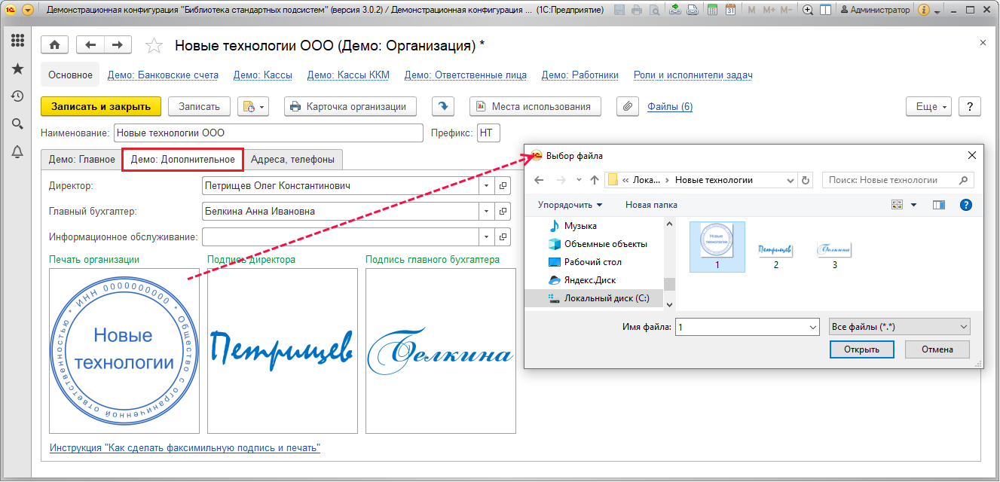 Демонстрационная конфигурация "Библиотека стандартных подсистем" (версия 3.0.2) / Демонстрационная конфигурация ... (1С:Предприятие)
31 M M+ M- Администратор
Новые технологии ООО (Демо: Организация) *
Основное Демо: Банковские счета Демо: Кассы Демо: Кассы ККМ Демо: Ответственные лица Демо: Работники Роли и исполнители задач
Записать и закрыть Записать Карточка организации Места использования Файлы (6) Еще ?
Наименование: Новые технологии ООО Префикс: НТ
Демо: Главное Демо: Дополнительное Адреса, телефоны
Директор: Петрищев Олег Константинович
Главный бухгалтер: Белкина Анна Ивановна
Информационное обслуживание:
Печать организации Подпись директора Подпись главного бухгалтера
* ИНН 0000000000 * Общество с ограниченной ответственностью
Новые
технологии
Петрищев
Белкина
Инструкция "Как сделать факсимильную подпись и печать"
1С Выбор файла
« Лока... › Новые технологии Поиск: Новые технологии
Упорядочить Новая папка ?
Музыка
Объемные объекты
Рабочий стол
Яндекс.Диск
Локальный диск (C:)
Новые
технологии
Петрищев
Белкина
1 2 3
Имя файла: 1 Все файлы (*.*)
Открыть Отмена